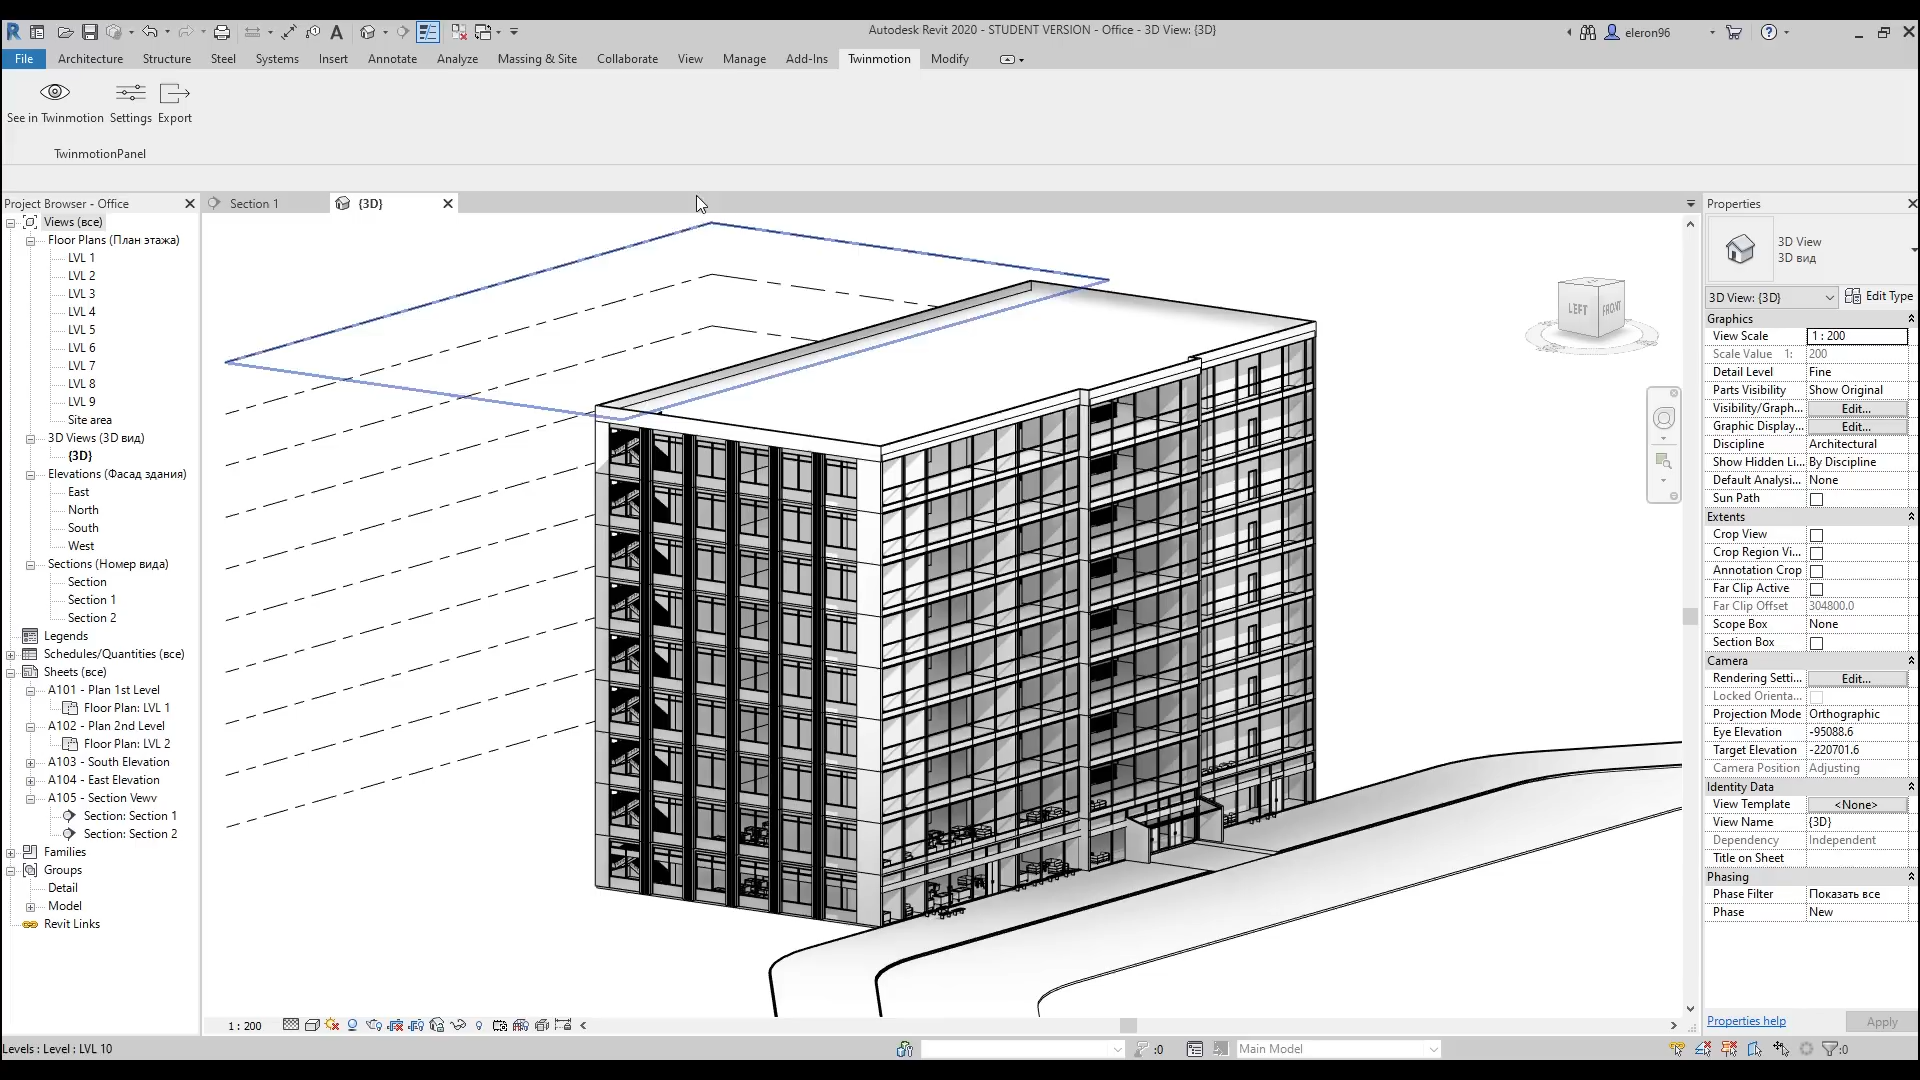 Autodesk Revit 2020 - STUDENT VERSION - Office - 3D View: {3D}
eleron96
File Architecture Structure Steel Systems Insert Annotate Analyze Massing & Site Collaborate View Manage Add-Ins Twinmotion Modify
See in Twinmotion Settings Export
TwinmotionPanel
Project Browser - Office
Views (все)
Floor Plans (План этажа)
LVL 1
LVL 2
LVL 3
LVL 4
LVL 5
LVL 6
LVL 7
LVL 8
LVL 9
Site area
3D Views (3D вид)
{3D}
Elevations (Фасад здания)
East
North
South
West
Sections (Номер вида)
Section
Section 1
Section 2
Legends
Schedules/Quantities (все)
Sheets (все)
A101 - Plan 1st Level
Floor Plan: LVL 1
A102 - Plan 2nd Level
Floor Plan: LVL 2
A103 - South Elevation
A104 - East Elevation
A105 - Section Vewv
Section: Section 1
Section: Section 2
Families
Groups
Detail
Model
Revit Links
Section 1 {3D}
LEFT FRONT
Properties
3D View
3D вид
3D View: {3D} Edit Type
Graphics
View Scale 1 : 200
Scale Value 1: 200
Detail Level Fine
Parts Visibility Show Original
Visibility/Graph... Edit...
Graphic Display... Edit...
Discipline Architectural
Show Hidden Li... By Discipline
Default Analysi... None
Sun Path
Extents
Crop View
Crop Region Vi...
Annotation Crop
Far Clip Active
Far Clip Offset 304800.0
Scope Box None
Section Box
Camera
Rendering Setti... Edit...
Locked Orienta...
Projection Mode Orthographic
Eye Elevation -95088.6
Target Elevation -220701.6
Camera Position Adjusting
Identity Data
View Template <None>
View Name {3D}
Dependency Independent
Title on Sheet
Phasing
Phase Filter Показать все
Phase New
Properties help Apply
1 : 200
Levels : Level : LVL 10
:0
Main Model
:0